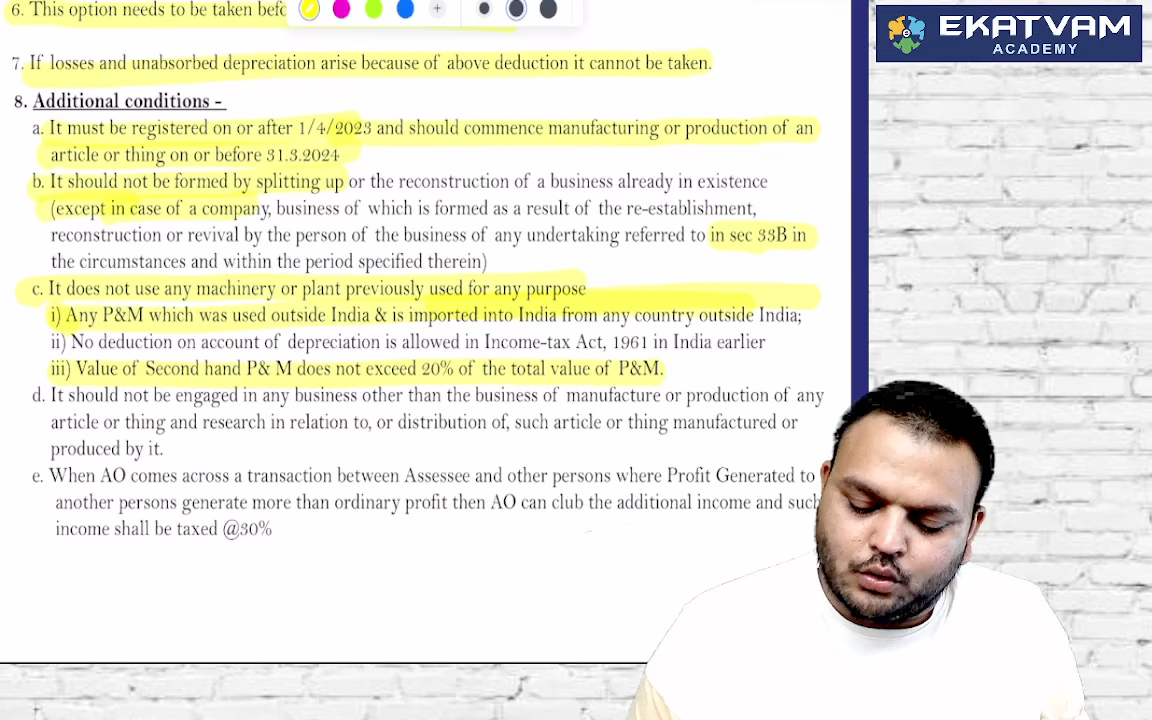 6. This option needs to be taken befo
EKATVAM
ACADEMY
7. If losses and unabsorbed depreciation arise because of above deduction it cannot be taken.
8. Additional conditions -
a. It must be registered on or after 1/4/2023 and should commence manufacturing or production of an
article or thing on or before 31.3.2024
b. It should not be formed by splitting up or the reconstruction of a business already in existence
(except in case of a company, business of which is formed as a result of the re-establishment,
reconstruction or revival by the person of the business of any undertaking referred to in sec 33B in
the circumstances and within the period specified therein)
c. It does not use any machinery or plant previously used for any purpose
i) Any P&M which was used outside India & is imported into India from any country outside India;
ii) No deduction on account of depreciation is allowed in Income-tax Act, 1961 in India earlier
iii) Value of Second hand P& M does not exceed 20% of the total value of P&M.
d. It should not be engaged in any business other than the business of manufacture or production of any
article or thing and research in relation to, or distribution of, such article or thing manufactured or
produced by it.
e. When AO comes across a transaction between Assessee and other persons where Profit Generated to
another persons generate more than ordinary profit then AO can club the additional income and such
income shall be taxed @30%